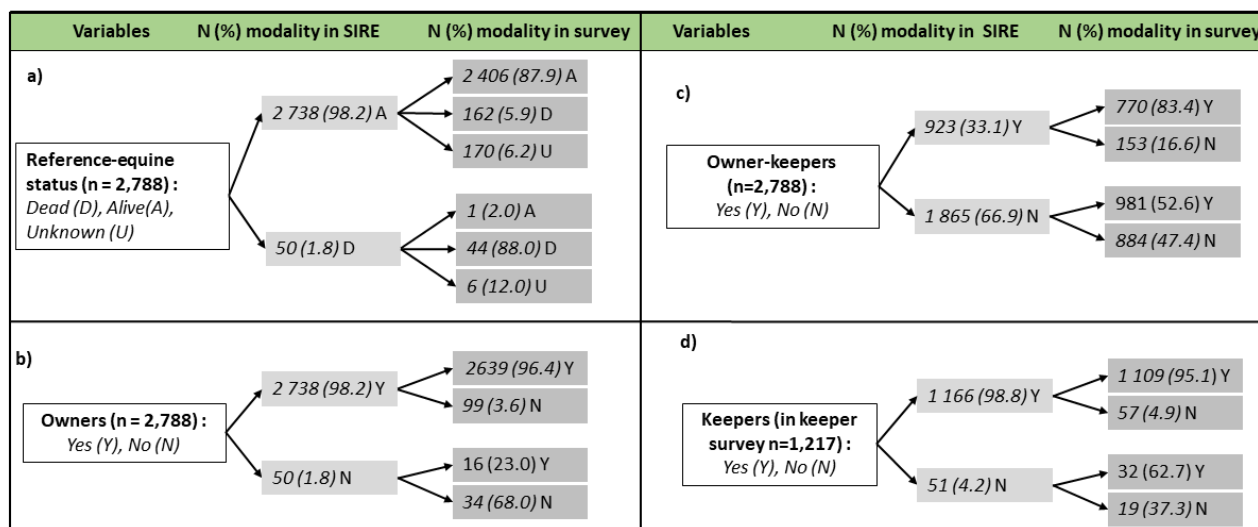 Variables N (%) modality in SIRE N (%) modality in survey
a)
Reference-equine
status (n = 2,788) :
Dead (D), Alive(A),
Unknown (U)
2 738 (98.2) A
2 406 (87.9) A
162 (5.9) D
170 (6.2) U
50 (1.8) D
1 (2.0) A
44 (88.0) D
6 (12.0) U
b)
Owners (n = 2,788) :
Yes (Y), No (N)
2 738 (98.2) Y
2639 (96.4) Y
99 (3.6) N
50 (1.8) N
16 (23.0) Y
34 (68.0) N
Variables N (%) modality in SIRE N (%) modality in survey
c)
Owner-keepers
(n=2,788) :
Yes (Y), No (N)
923 (33.1) Y
770 (83.4) Y
153 (16.6) N
1 865 (66.9) N
981 (52.6) Y
884 (47.4) N
d)
Keepers (in keeper
survey n=1,217) :
Yes (Y), No (N)
1 166 (98.8) Y
1 109 (95.1) Y
57 (4.9) N
51 (4.2) N
32 (62.7) Y
19 (37.3) N